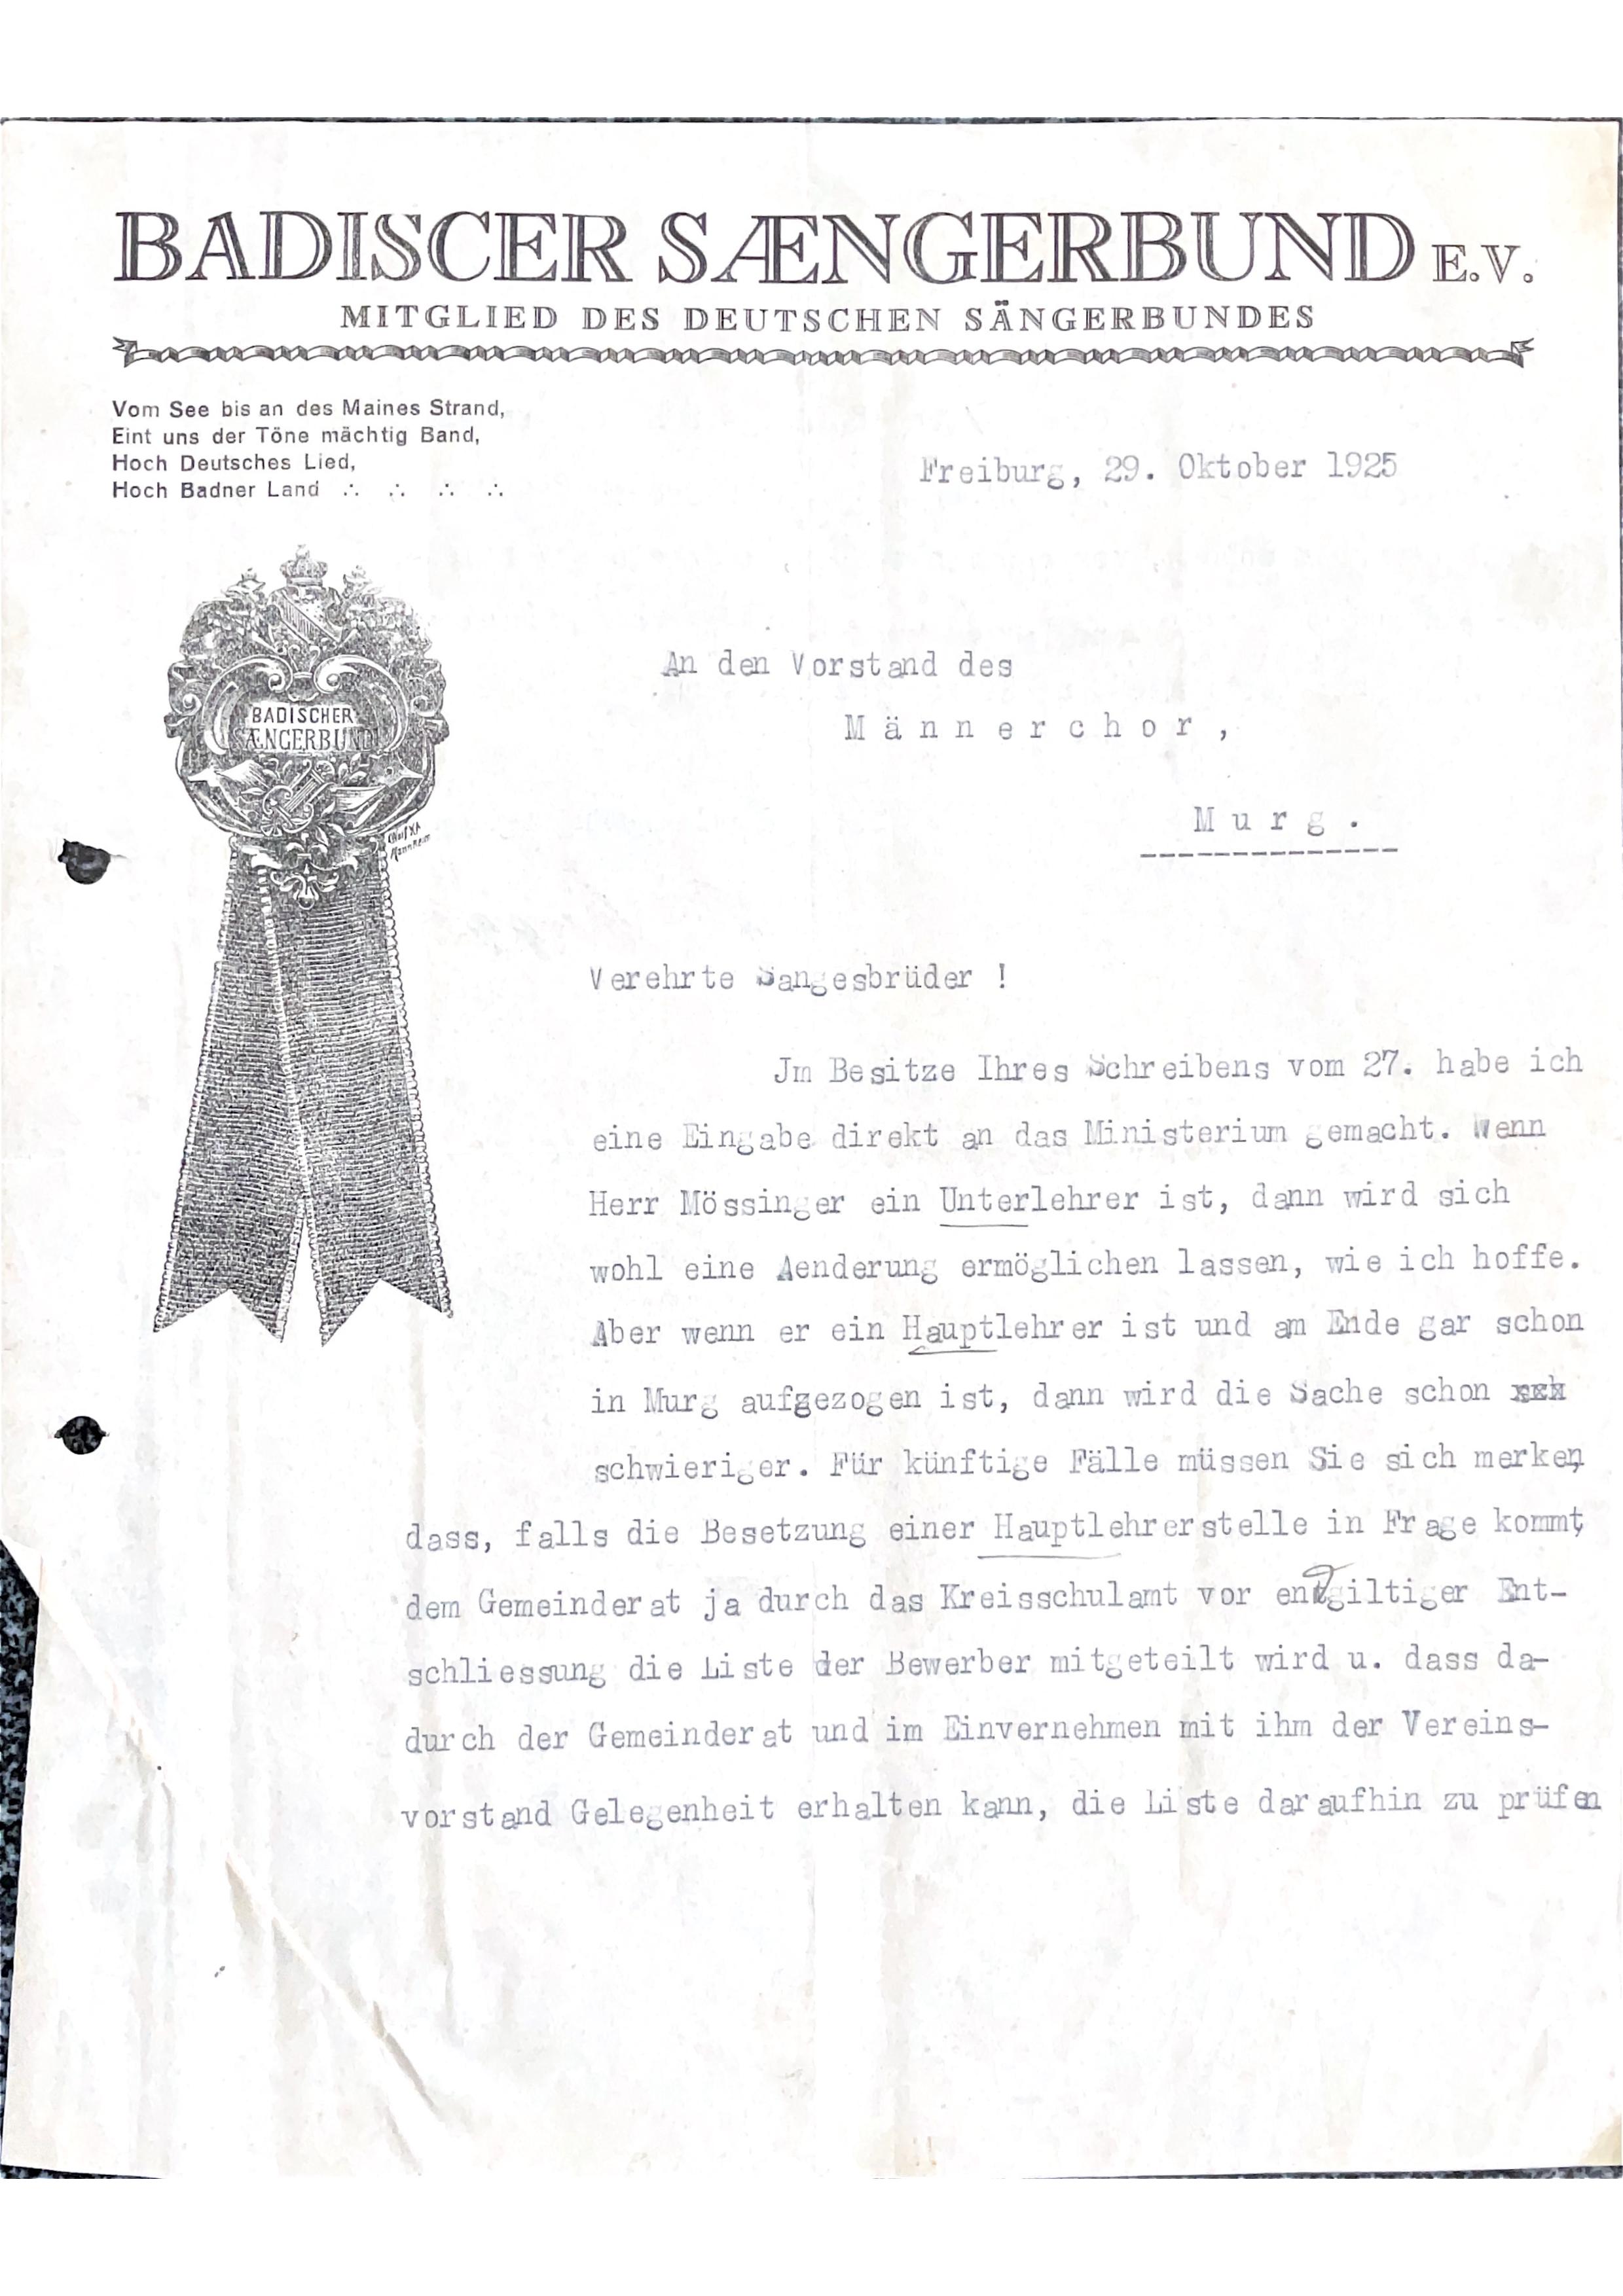 BADISCER SÆNGERBUND E.V.
MITGLIED DES DEUTSCHEN SÄNGERBUNDES
Vom See bis an des Maines Strand,
Eint uns der Töne mächtig Band,
Hoch Deutsches Lied,
Hoch Badner Land ∴ ∴ ∴ ∴
Freiburg, 29. Oktober 1925
BADISCHER
SÆNGERBUND
Mannheim
An den Vorstand des
Männerchor,
Murg.
Verehrte Sangesbrüder !
Jm Besitze Ihres Schreibens vom 27. habe ich
eine Eingabe direkt an das Ministerium gemacht. Wenn
Herr Mössinger ein Unterlehrer ist, dann wird sich
wohl eine Aenderung ermöglichen lassen, wie ich hoffe.
Aber wenn er ein Hauptlehrer ist und am Ende gar schon
in Murg aufgezogen ist, dann wird die Sache schon
schwieriger. Für künftige Fälle müssen Sie sich merken,
dass, falls die Besetzung einer Hauptlehrerstelle in Frage kommt,
dem Gemeinderat ja durch das Kreisschulamt vor endgiltiger Ent-
schliessung die Liste der Bewerber mitgeteilt wird u. dass da-
durch der Gemeinderat und im Einvernehmen mit ihm der Vereins-
vorstand Gelegenheit erhalten kann, die Liste daraufhin zu prüfen